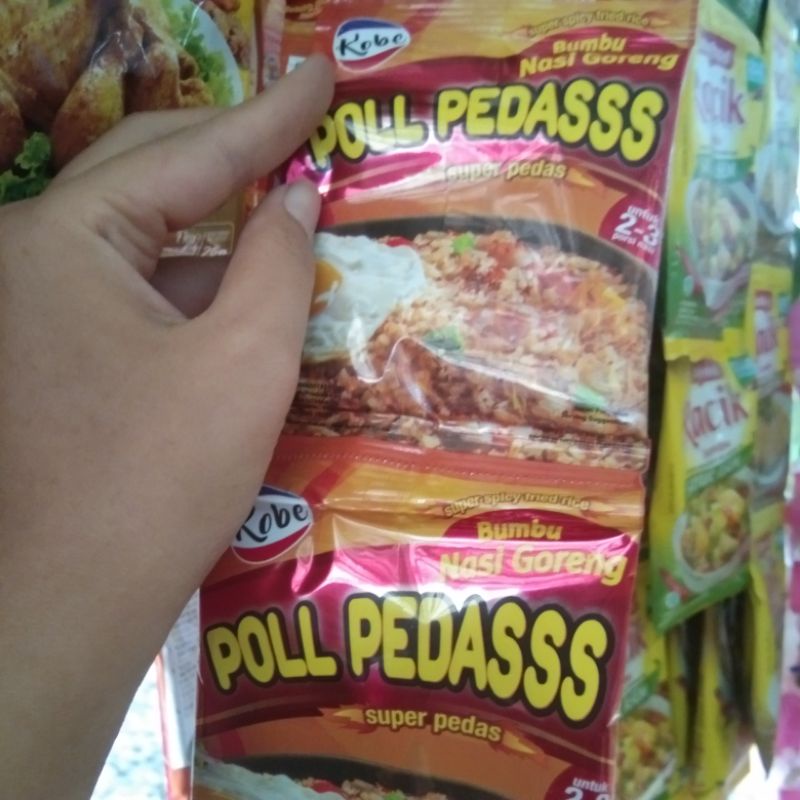 Kobe
super spicy fried rice
Bumbu
Nasi Goreng
POLL PEDASSS
super pedas
untuk
2-3
Kobe
super spicy fried rice
Bumbu
Nasi Goreng
POLL PEDASSS
super pedas
untuk
acik